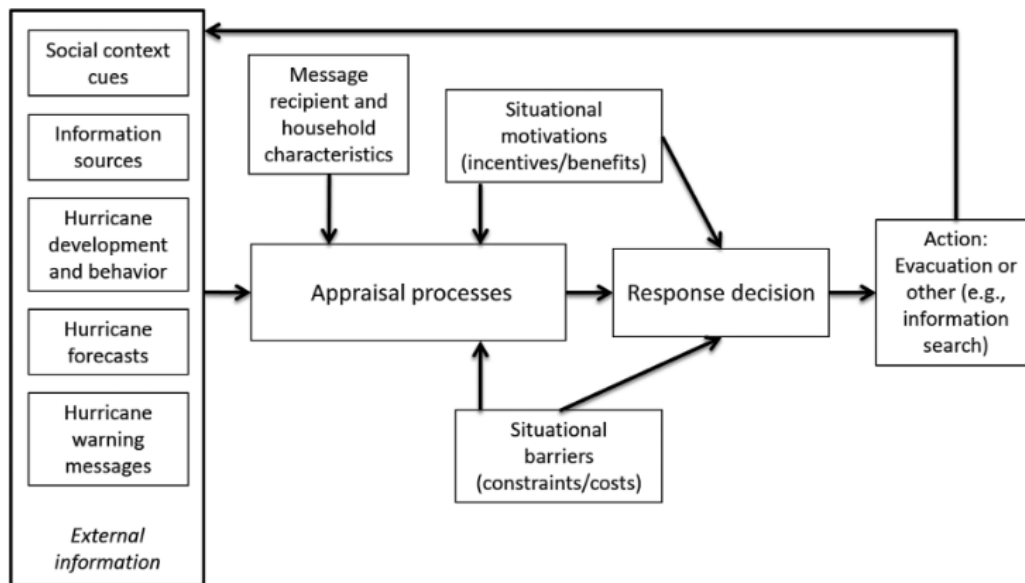 Social context
cues
Information
sources
Hurricane
development
and behavior
Hurricane
forecasts
Hurricane
warning
messages
External
information
Message
recipient and
household
characteristics
Situational
motivations
(incentives/benefits)
Appraisal processes
Response decision
Situational
barriers
(constraints/costs)
Action:
Evacuation or
other (e.g.,
information
search)